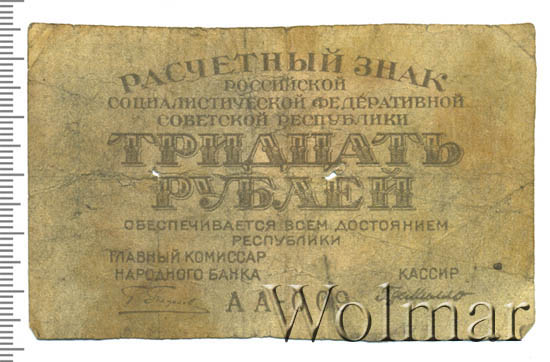 РАСЧЕТНЫЙ ЗНАК
РОССИЙСКОЙ
СОЦИАЛИСТИЧЕСКОЙ ФЕДЕРАТИВНОЙ
СОВЕТСКОЙ РЕСПУБЛИКИ
ТРИДЦАТЬ
РУБЛЕЙ
ОБЕСПЕЧИВАЕТСЯ ВСЕМ ДОСТОЯНИЕМ
РЕСПУБЛИКИ
ГЛАВНЫЙ КОМИССАР
НАРОДНОГО БАНКА
КАССИР
АА
Wolmar